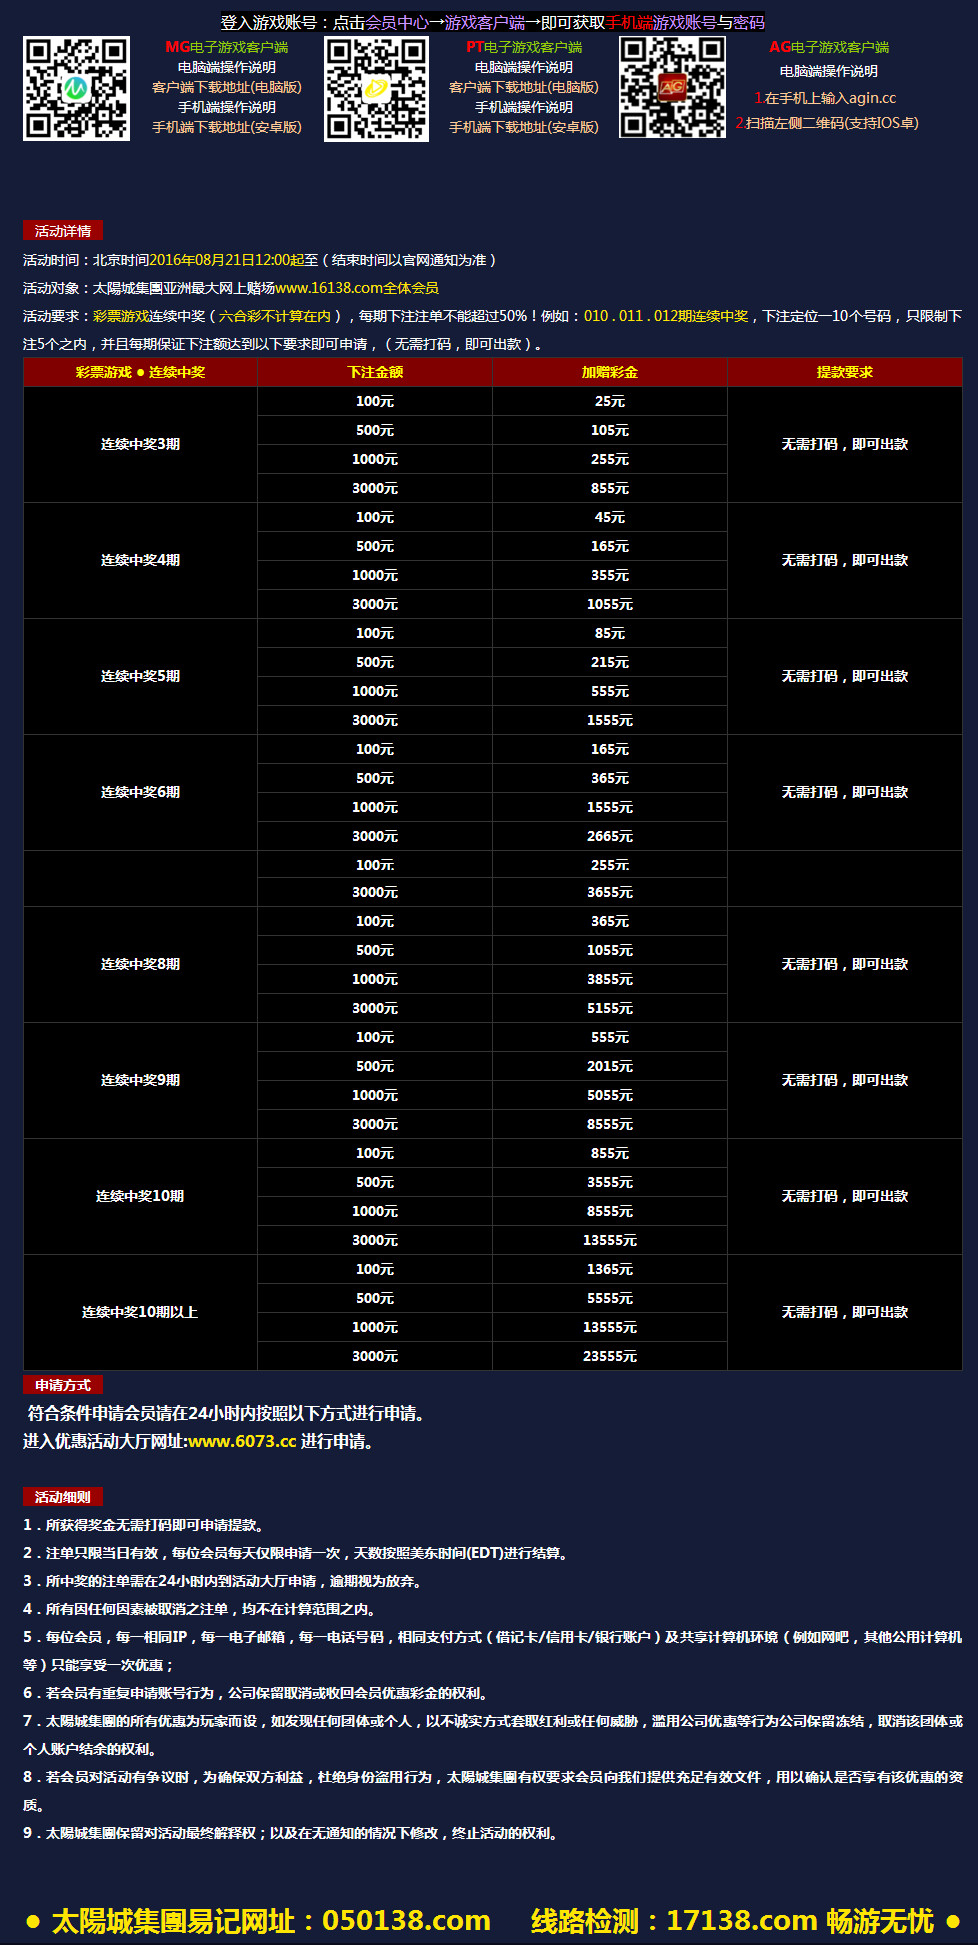 登入游戏账号：点击会员中心→游戏客户端→即可获取手机端游戏账号与密码
MG电子游戏客户端
电脑端操作说明
客户端下载地址(电脑版)
手机端操作说明
手机端下载地址(安卓版)
PT电子游戏客户端
电脑端操作说明
客户端下载地址(电脑版)
手机端操作说明
手机端下载地址(安卓版)
AG
AG电子游戏客户端
电脑端操作说明
1.在手机上输入agin.cc
2.扫描左侧二维码(支持IOS卓)
活动详情
活动时间：北京时间2016年08月21日12:00起至（结束时间以官网通知为准）
活动对象：太陽城集團亚洲最大网上赌场www.16138.com全体会员
活动要求：彩票游戏连续中奖（六合彩不计算在内），每期下注注单不能超过50%！例如：010 . 011 . 012期连续中奖，下注定位一10个号码，只限制下
注5个之内，并且每期保证下注额达到以下要求即可申请，（无需打码，即可出款）。
彩票游戏 ● 连续中奖 下注金额 加赠彩金 提款要求
连续中奖3期 无需打码，即可出款
100元 25元
500元 105元
1000元 255元
3000元 855元
连续中奖4期 无需打码，即可出款
100元 45元
500元 165元
1000元 355元
3000元 1055元
连续中奖5期 无需打码，即可出款
100元 85元
500元 215元
1000元 555元
3000元 1555元
连续中奖6期 无需打码，即可出款
100元 165元
500元 365元
1000元 1555元
3000元 2665元
100元 255元
3000元 3655元
连续中奖8期 无需打码，即可出款
100元 365元
500元 1055元
1000元 3855元
3000元 5155元
连续中奖9期 无需打码，即可出款
100元 555元
500元 2015元
1000元 5055元
3000元 8555元
连续中奖10期 无需打码，即可出款
100元 855元
500元 3555元
1000元 8555元
3000元 13555元
连续中奖10期以上 无需打码，即可出款
100元 1365元
500元 5555元
1000元 13555元
3000元 23555元
申请方式
符合条件申请会员请在24小时内按照以下方式进行申请。
进入优惠活动大厅网址:www.6073.cc 进行申请。
活动细则
1．所获得奖金无需打码即可申请提款。
2．注单只限当日有效，每位会员每天仅限申请一次，天数按照美东时间(EDT)进行结算。
3．所中奖的注单需在24小时内到活动大厅申请，逾期视为放弃。
4．所有因任何因素被取消之注单，均不在计算范围之内。
5．每位会员，每一相同IP，每一电子邮箱，每一电话号码，相同支付方式（借记卡/信用卡/银行账户）及共享计算机环境（例如网吧，其他公用计算机
等）只能享受一次优惠；
6．若会员有重复申请账号行为，公司保留取消或收回会员优惠彩金的权利。
7．太陽城集團的所有优惠为玩家而设，如发现任何团体或个人，以不诚实方式套取红利或任何威胁，滥用公司优惠等行为公司保留冻结，取消该团体或
个人账户结余的权利。
8．若会员对活动有争议时，为确保双方利益，杜绝身份盗用行为，太陽城集團有权要求会员向我们提供充足有效文件，用以确认是否享有该优惠的资
质。
9．太陽城集團保留对活动最终解释权；以及在无通知的情况下修改，终止活动的权利。
● 太陽城集團易记网址：050138.com 线路检测：17138.com 畅游无忧 ●